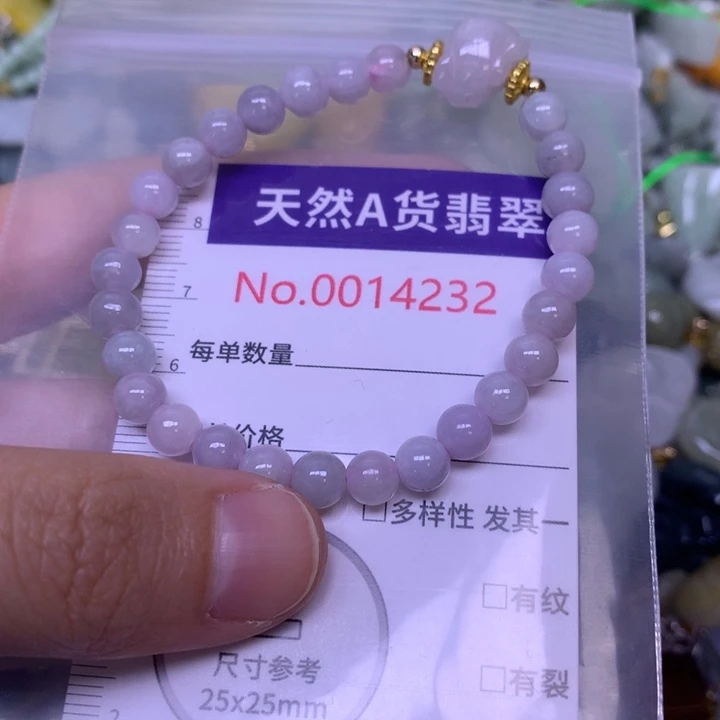 天然A货翡翠
No.0014232
每单数量
价格
多样性 发其一
有纹
有裂
尺寸参考
25x25mm
8
7
6
2